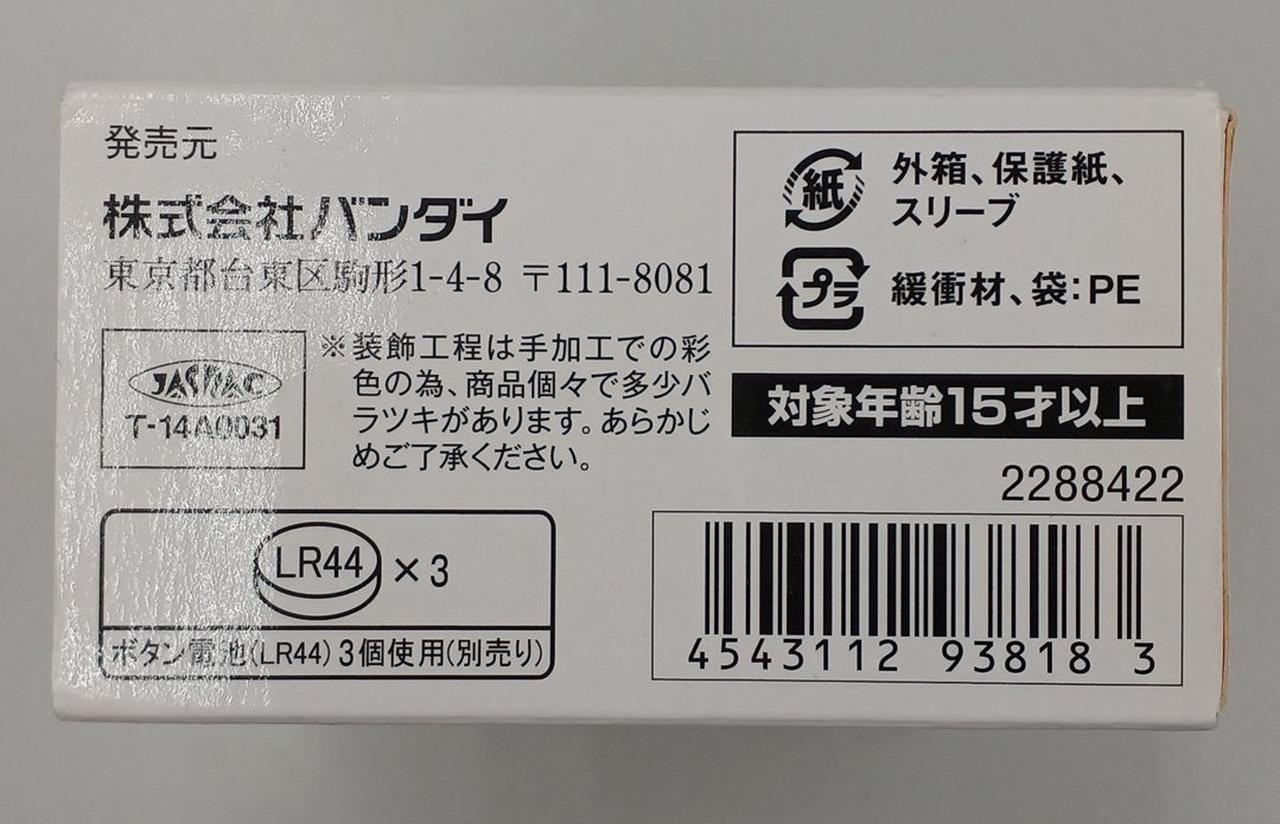 発売元
株式会社バンダイ
東京都台東区駒形1-4-8 〒111-8081
JASRAC
T-14A0031
※装飾工程は手加工での彩
色の為、商品個々で多少バ
ラツキがあります。あらかじ
めご了承ください。
LR44 ×3
ボタン電池(LR44)3個使用(別売り)
紙
外箱、保護紙、
スリーブ
プラ
緩衝材、袋:PE
対象年齢15才以上
2288422
4543112 93818 3